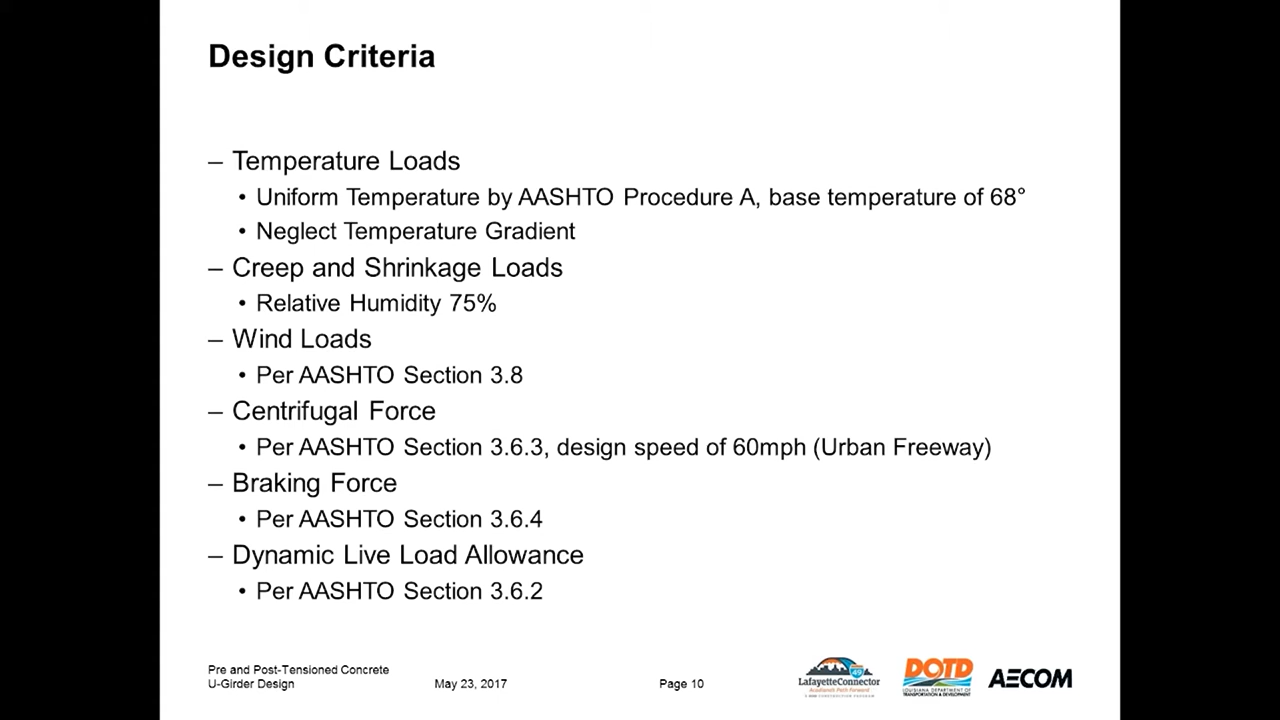 Design Criteria
– Temperature Loads
• Uniform Temperature by AASHTO Procedure A, base temperature of 68°
• Neglect Temperature Gradient
– Creep and Shrinkage Loads
• Relative Humidity 75%
– Wind Loads
• Per AASHTO Section 3.8
– Centrifugal Force
• Per AASHTO Section 3.6.3, design speed of 60mph (Urban Freeway)
– Braking Force
• Per AASHTO Section 3.6.4
– Dynamic Live Load Allowance
• Per AASHTO Section 3.6.2
Pre and Post-Tensioned Concrete
U-Girder Design
May 23, 2017
Page 10
LafayetteConnector
Acadiana's Path Forward
DOTD
LOUISIANA DEPARTMENT OF
TRANSPORTATION & DEVELOPMENT
AECOM